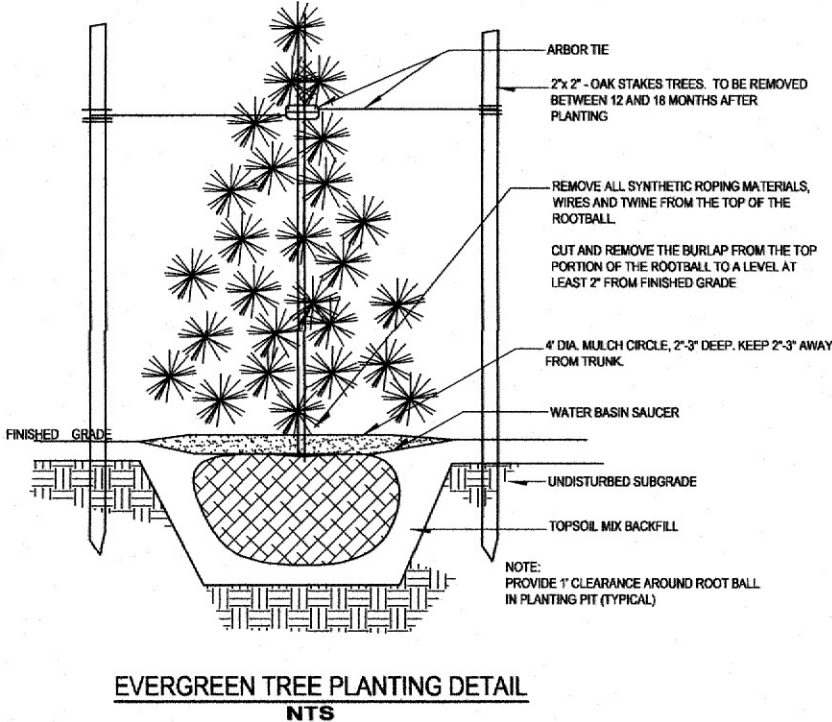 ARBOR TIE
2"x 2" - OAK STAKES TREES. TO BE REMOVED
BETWEEN 12 AND 18 MONTHS AFTER
PLANTING
REMOVE ALL SYNTHETIC ROPING MATERIALS,
WIRES AND TWINE FROM THE TOP OF THE
ROOTBALL
CUT AND REMOVE THE BURLAP FROM THE TOP
PORTION OF THE ROOTBALL TO A LEVEL AT
LEAST 2" FROM FINISHED GRADE
4' DIA. MULCH CIRCLE, 2"-3" DEEP. KEEP 2"-3" AWAY
FROM TRUNK.
WATER BASIN SAUCER
FINISHED GRADE
UNDISTURBED SUBGRADE
TOPSOIL MIX BACKFILL
NOTE:
PROVIDE 1' CLEARANCE AROUND ROOT BALL
IN PLANTING PIT (TYPICAL)
EVERGREEN TREE PLANTING DETAIL
NTS